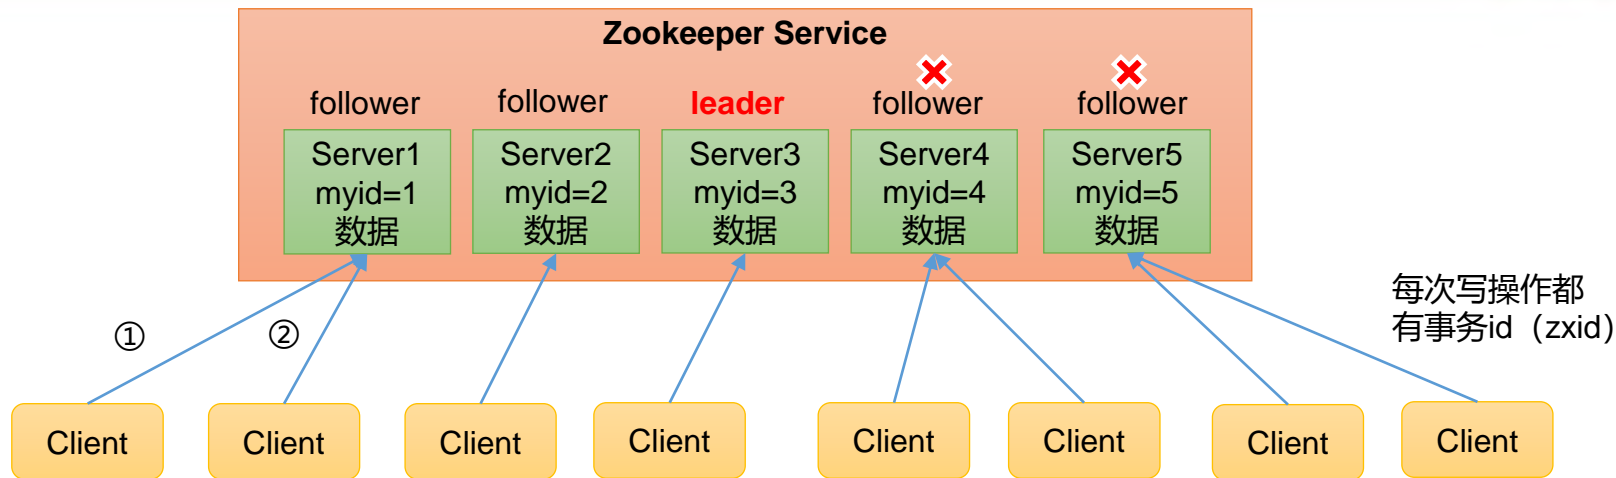 Zookeeper Service
follower
follower
leader
follower
follower
Server1
myid=1
数据
Server2
myid=2
数据
Server3
myid=3
数据
Server4
myid=4
数据
Server5
myid=5
数据
每次写操作都
有事务id（zxid）
①
②
Client
Client
Client
Client
Client
Client
Client
Client